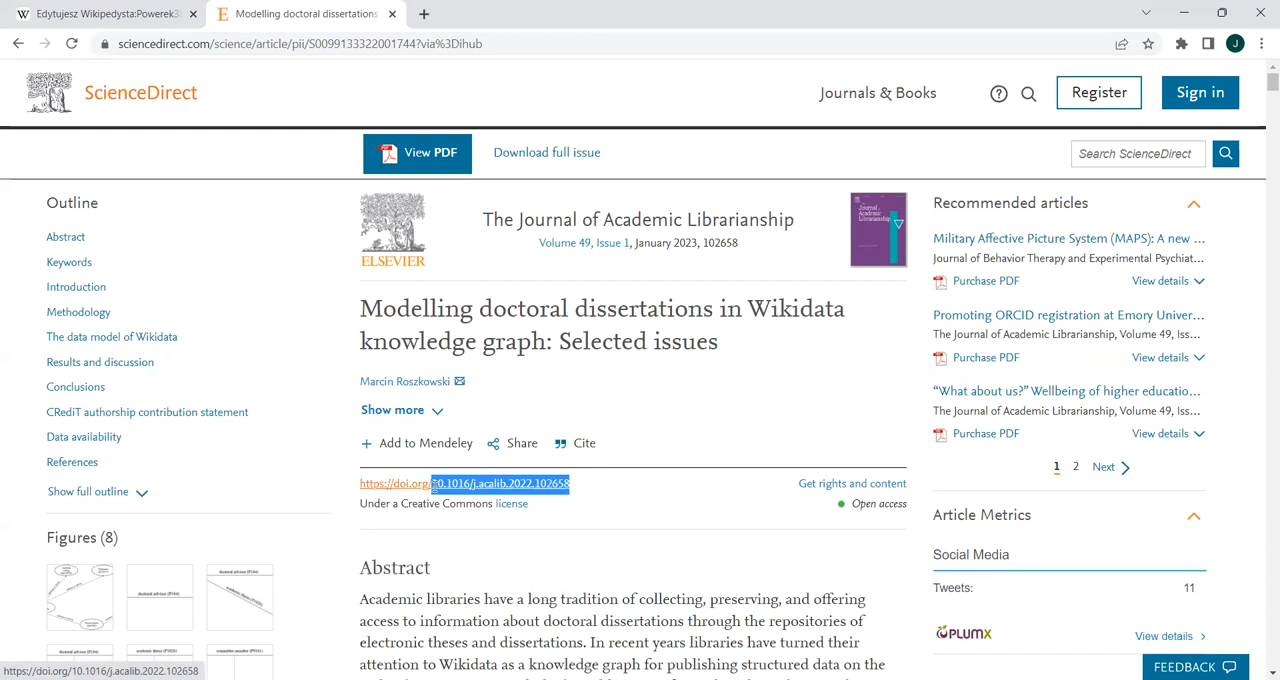 Edytujesz Wikipedysta:Powerek3
Modelling doctoral dissertations
sciencedirect.com/science/article/pii/S0099133322001744?via%3Dihub
J
ScienceDirect
Journals & Books
Register
Sign in
View PDF
Download full issue
Search ScienceDirect
Outline
Abstract
Keywords
Introduction
Methodology
The data model of Wikidata
Results and discussion
Conclusions
CRediT authorship contribution statement
Data availability
References
Show full outline
Figures (8)
ELSEVIER
The Journal of Academic Librarianship
Volume 49, Issue 1, January 2023, 102658
Modelling doctoral dissertations in Wikidata
knowledge graph: Selected issues
Marcin Roszkowski
Show more
Add to Mendeley Share Cite
https://doi.org/10.1016/j.acalib.2022.102658
Get rights and content
Under a Creative Commons license
Open access
Abstract
Academic libraries have a long tradition of collecting, preserving, and offering
access to information about doctoral dissertations through the repositories of
electronic theses and dissertations. In recent years libraries have turned their
attention to Wikidata as a knowledge graph for publishing structured data on the
Recommended articles
Military Affective Picture System (MAPS): A new ...
Journal of Behavior Therapy and Experimental Psychiat...
Purchase PDF View details
Promoting ORCID registration at Emory Univer...
The Journal of Academic Librarianship, Volume 49, Iss...
Purchase PDF View details
“What about us?” Wellbeing of higher educatio...
The Journal of Academic Librarianship, Volume 49, Iss...
Purchase PDF View details
1 2 Next
Article Metrics
Social Media
Tweets: 11
PLUMX
View details
FEEDBACK
https://doi.org/10.1016/j.acalib.2022.102658